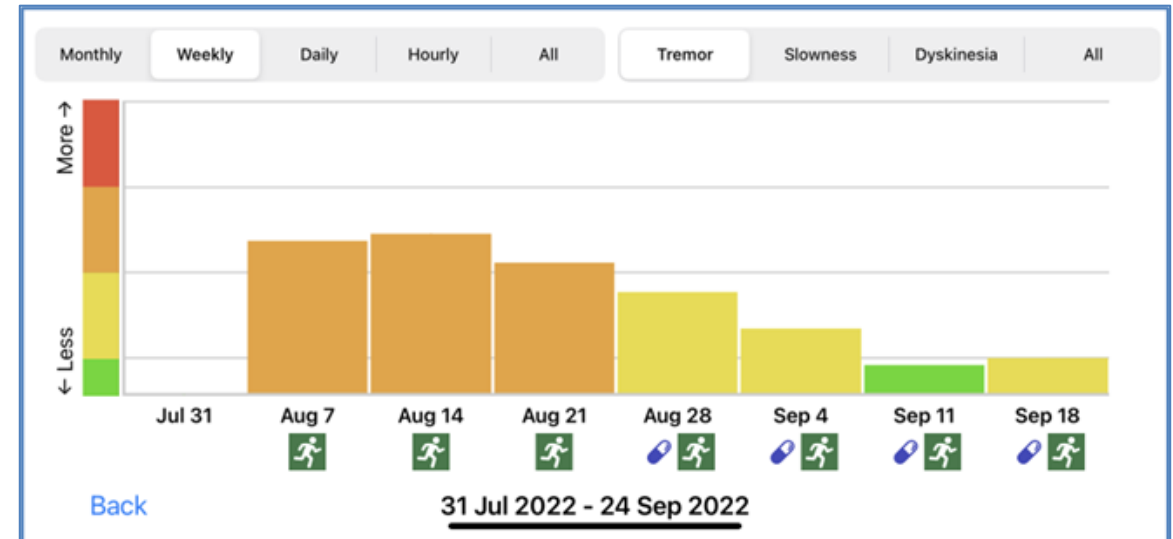 Monthly Weekly Daily Hourly All Tremor Slowness Dyskinesia All
More →
← Less
Jul 31 Aug 7 Aug 14 Aug 21 Aug 28 Sep 4 Sep 11 Sep 18
Back 31 Jul 2022 - 24 Sep 2022